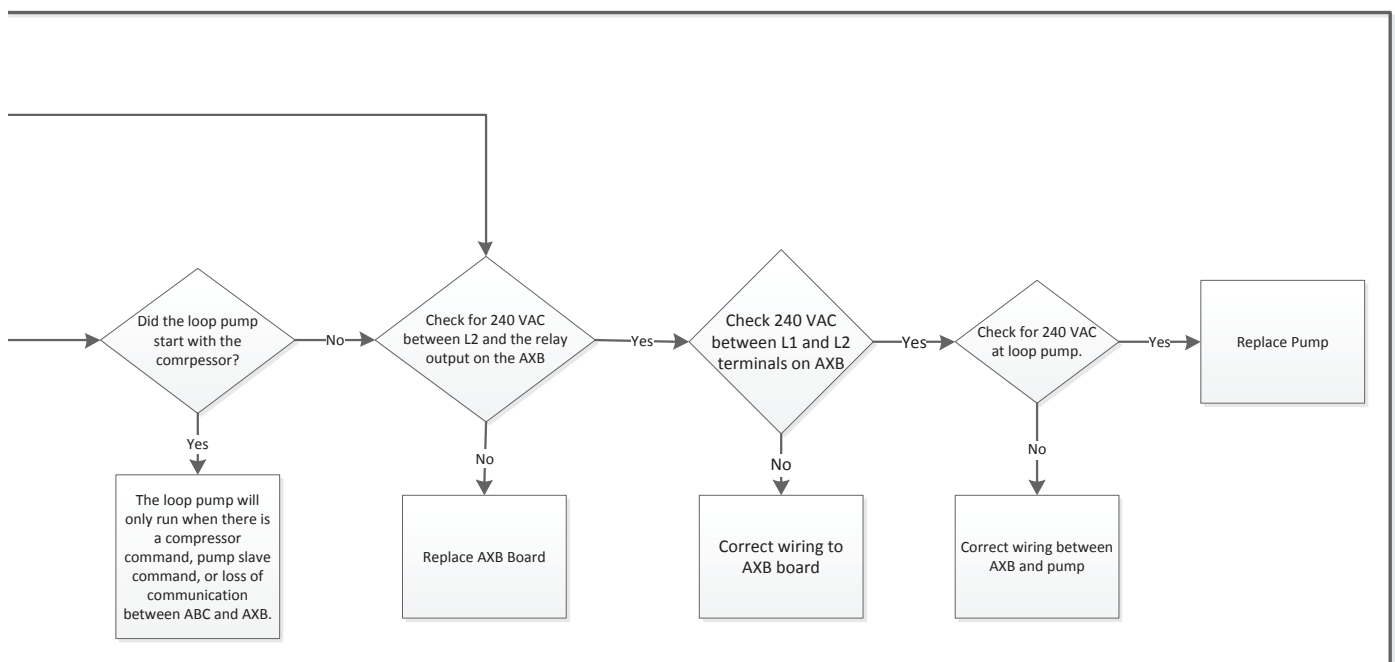 Did the loop pump
start with the
comrpessor?
No
Check for 240 VAC
between L2 and the relay
output on the AXB
Yes
Check 240 VAC
between L1 and L2
terminals on AXB
Yes
Check for 240 VAC
at loop pump.
Yes
Replace Pump
Yes
No
No
No
The loop pump will
only run when there is
a compressor
command, pump slave
command, or loss of
communication
between ABC and AXB.
Replace AXB Board
Correct wiring to
AXB board
Correct wiring between
AXB and pump